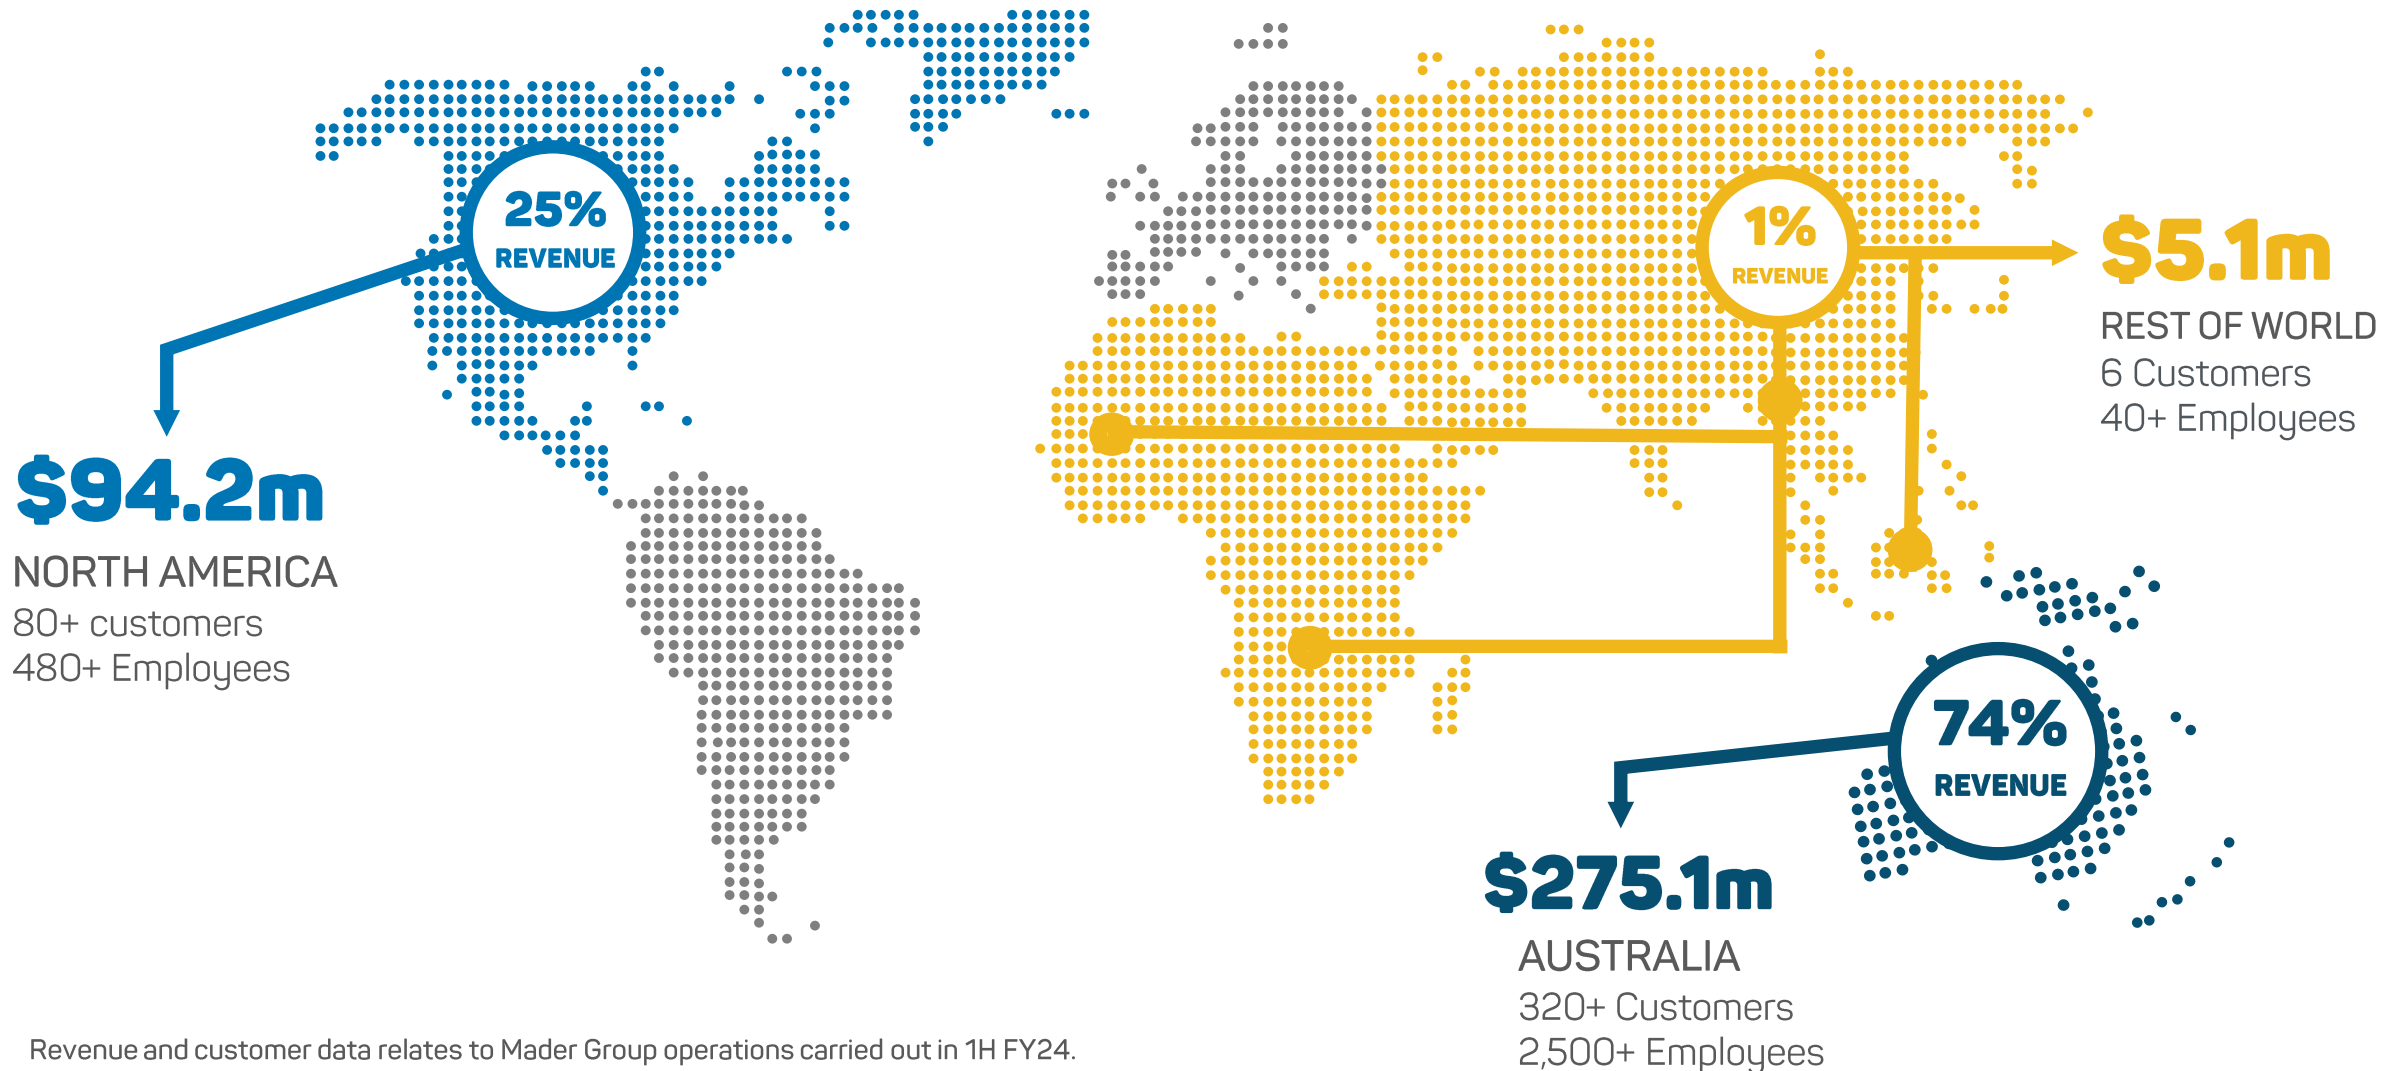 25%
REVENUE
$94.2m
NORTH AMERICA
80+ customers
480+ Employees
1%
REVENUE
$5.1m
REST OF WORLD
6 Customers
40+ Employees
74%
REVENUE
$275.1m
AUSTRALIA
320+ Customers
2,500+ Employees
Revenue and customer data relates to Mader Group operations carried out in 1H FY24.